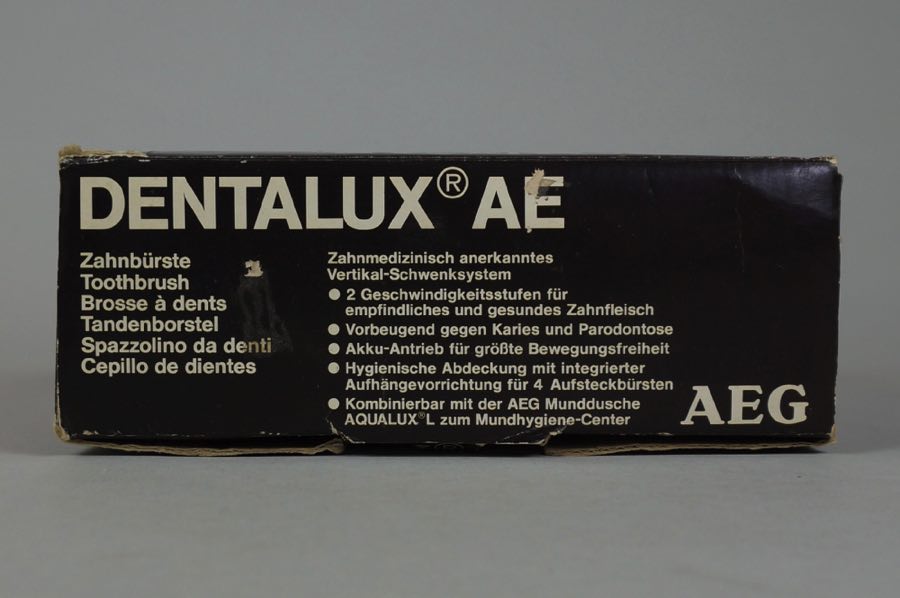 DENTALUX® AE
Zahnbürste
Toothbrush
Brosse à dents
Tandenborstel
Spazzolino da denti
Cepillo de dientes
Zahnmedizinisch anerkanntes
Vertikal-Schwenksystem
● 2 Geschwindigkeitsstufen für
empfindliches und gesundes Zahnfleisch
● Vorbeugend gegen Karies und Parodontose
● Akku-Antrieb für größte Bewegungsfreiheit
● Hygienische Abdeckung mit integrierter
Aufhängevorrichtung für 4 Aufsteckbürsten
● Kombinierbar mit der AEG Munddusche
AQUALUX® L zum Mundhygiene-Center
AEG